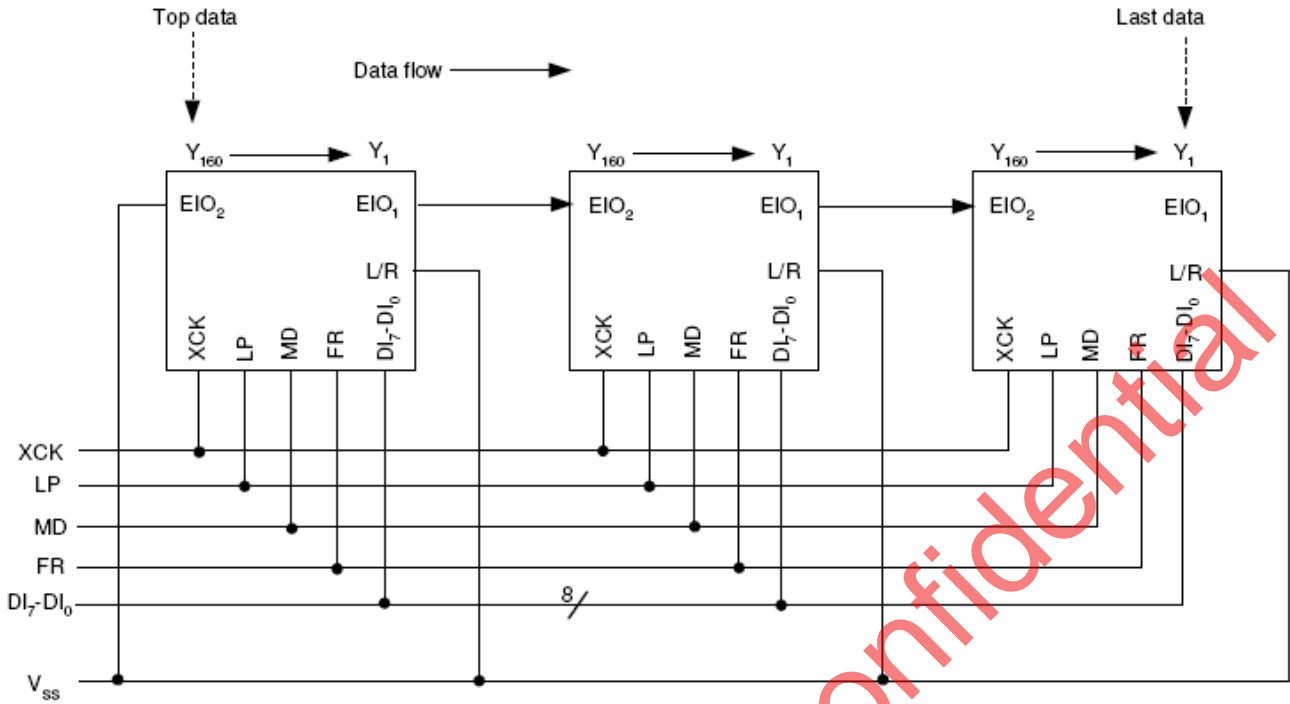 Top data
Last data
Data flow
Y₁₆₀ Y₁
Y₁₆₀ Y₁
Y₁₆₀ Y₁
EIO₂ EIO₁
EIO₂ EIO₁
EIO₂ EIO₁
L/R
L/R
L/R
XCK LP MD FR DI₇-DI₀
XCK LP MD FR DI₇-DI₀
XCK LP MD FR DI₇-DI₀
XCK
LP
MD
FR
DI₇-DI₀
8
V_SS
onfidential